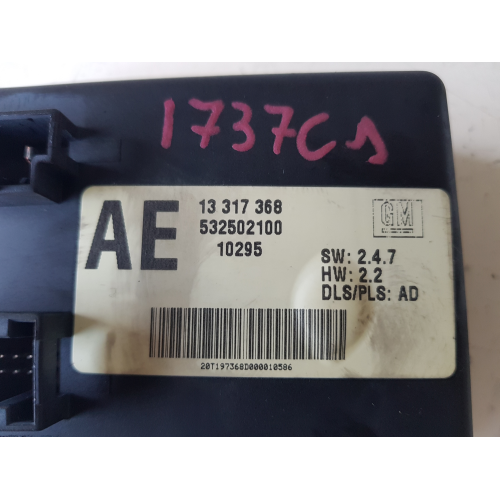 1737C1
AE
13 317 368
532502100
10295
GM
SW: 2.4.7
HW: 2.2
DLS/PLS: AD
20T197368D000010586